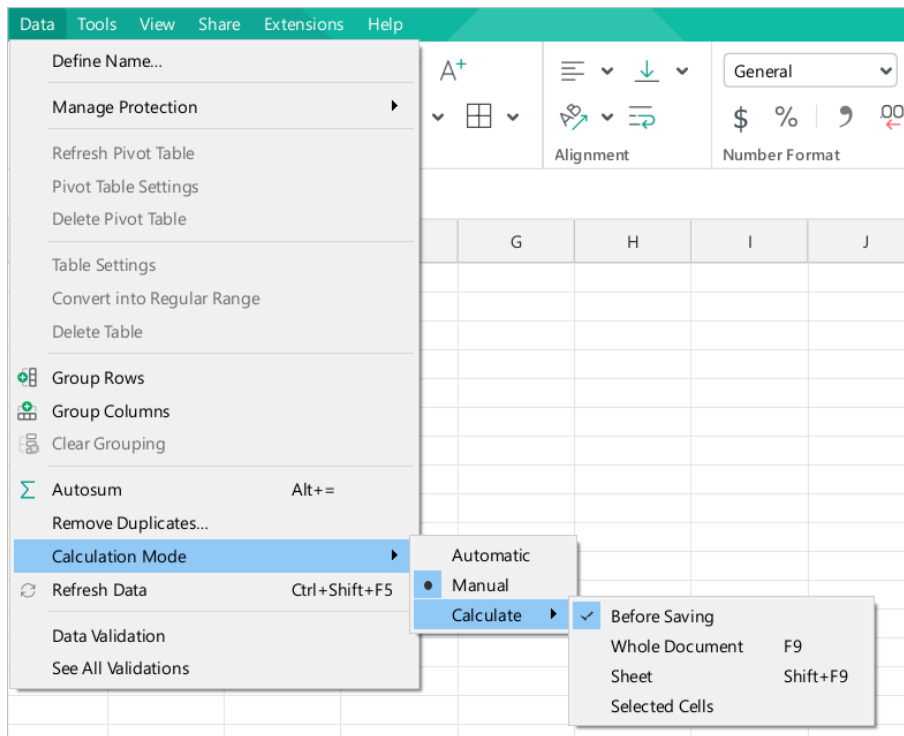 Data Tools View Share Extensions Help
Define Name...
Manage Protection
Refresh Pivot Table
Pivot Table Settings
Delete Pivot Table
Table Settings
Convert into Regular Range
Delete Table
Group Rows
Group Columns
Clear Grouping
Autosum Alt+=
Remove Duplicates...
Calculation Mode
Refresh Data Ctrl+Shift+F5
Data Validation
See All Validations
Automatic
Manual
Calculate
Before Saving
Whole Document F9
Sheet Shift+F9
Selected Cells
A+
Alignment
General
$ % , 00
Number Format
G H I J